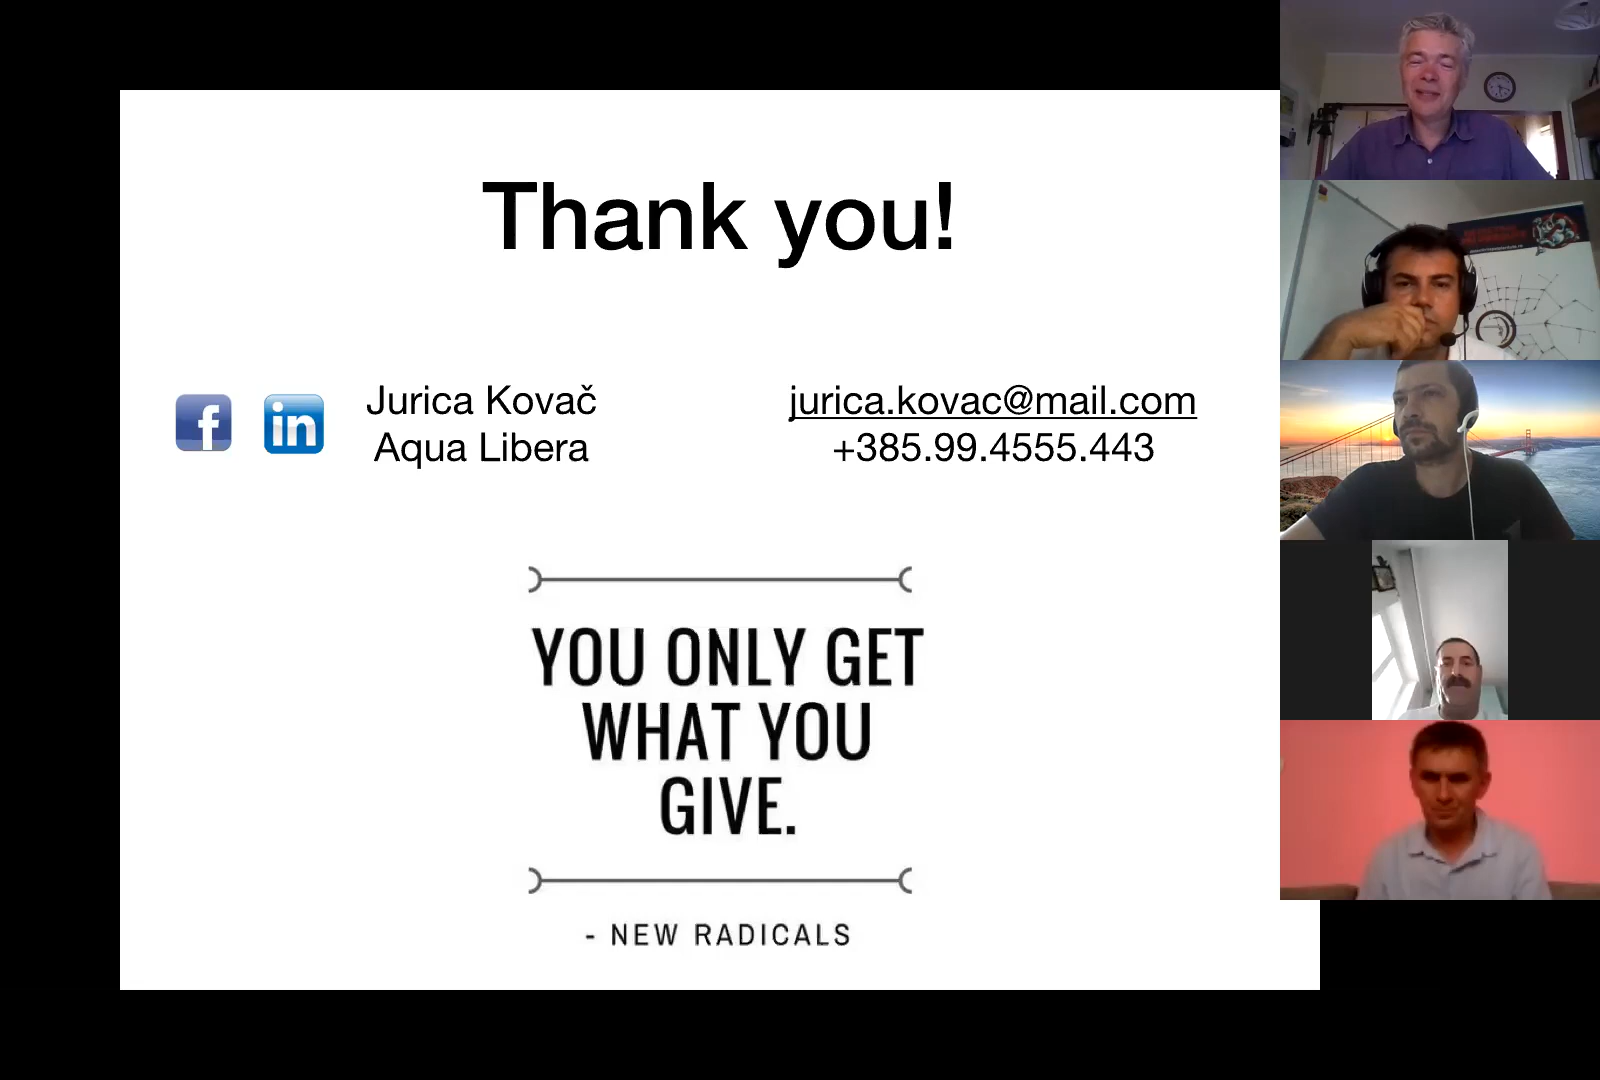 Thank you!
Jurica Kovač
Aqua Libera
jurica.kovac@mail.com
+385.99.4555.443
YOU ONLY GET
WHAT YOU
GIVE.
- NEW RADICALS